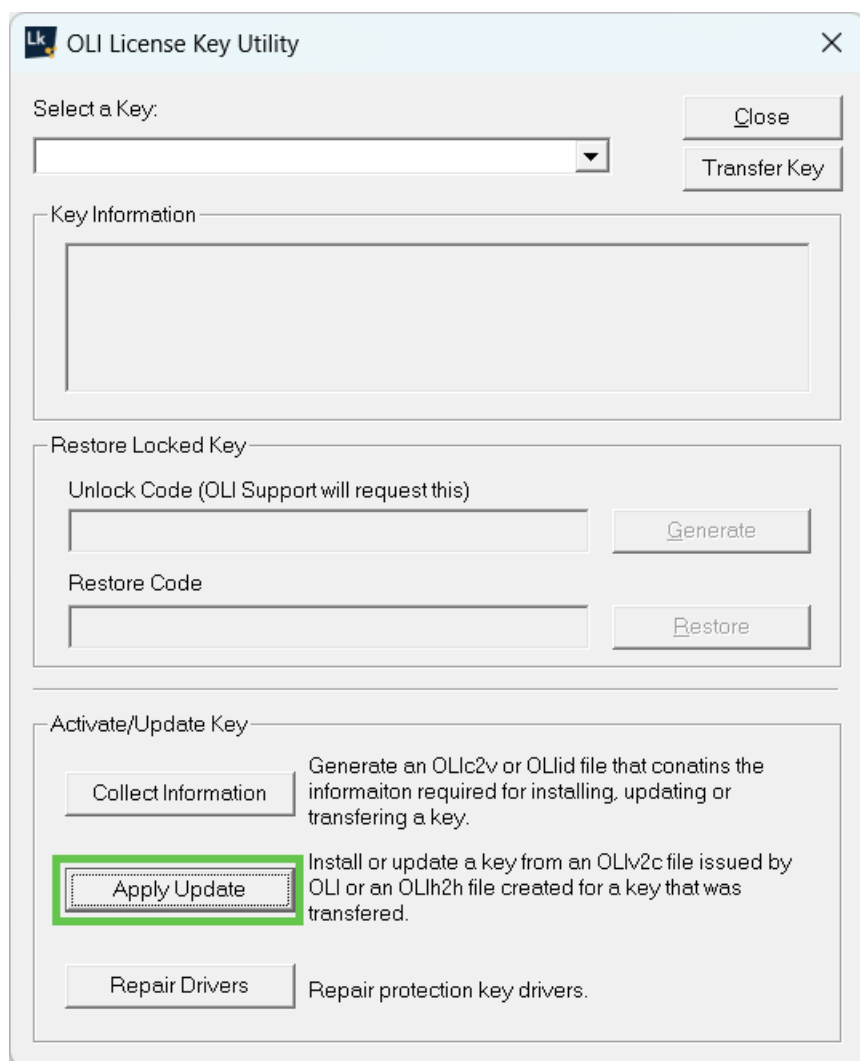 Lk
OLI License Key Utility
Select a Key:
Close
Transfer Key
Key Information
Restore Locked Key
Unlock Code (OLI Support will request this)
Generate
Restore Code
Restore
Activate/Update Key
Collect Information
Generate an OLIc2v or OLIid file that conatins the
informaiton required for installing, updating or
transfering a key.
Apply Update
Install or update a key from an OLIv2c file issued by
OLI or an OLIh2h file created for a key that was
transfered.
Repair Drivers
Repair protection key drivers.